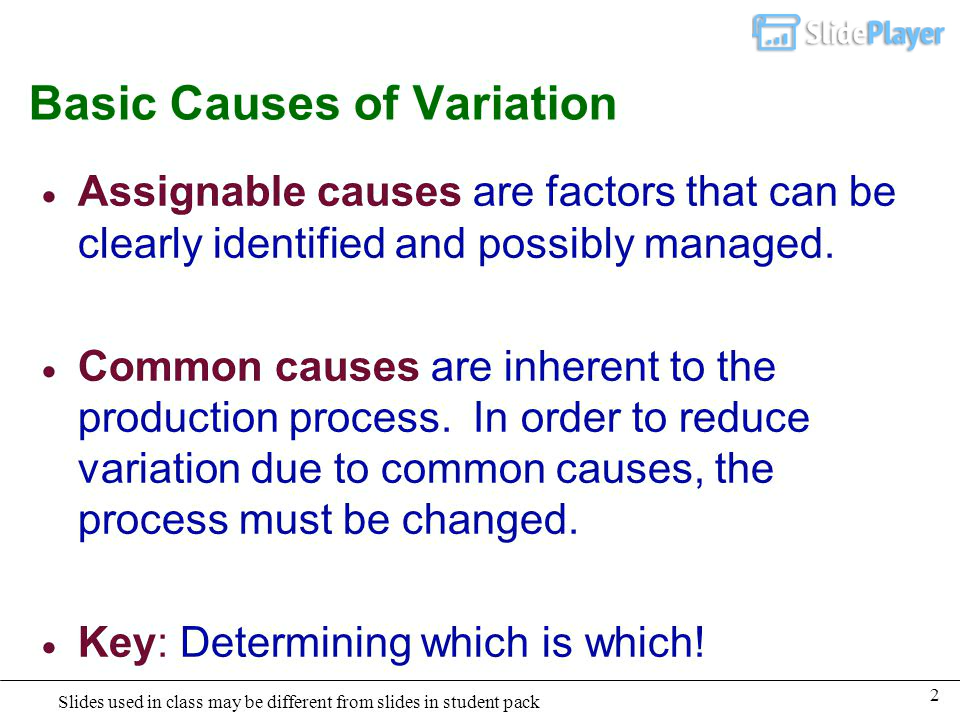 SlidePlayer
Basic Causes of Variation
• Assignable causes are factors that can be
clearly identified and possibly managed.
• Common causes are inherent to the
production process.  In order to reduce
variation due to common causes, the
process must be changed.
• Key: Determining which is which!
Slides used in class may be different from slides in student pack
2